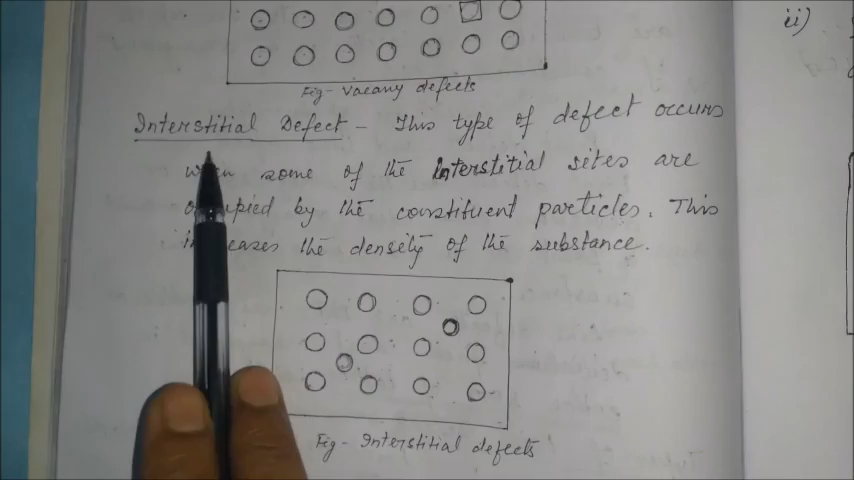 ii)
Fig- Vacany defects
Interstitial Defect - This type of defect occurs
some of the Interstitial sites are
by the constituent particles. This
the density of the substance.
Fig- Interstitial defects